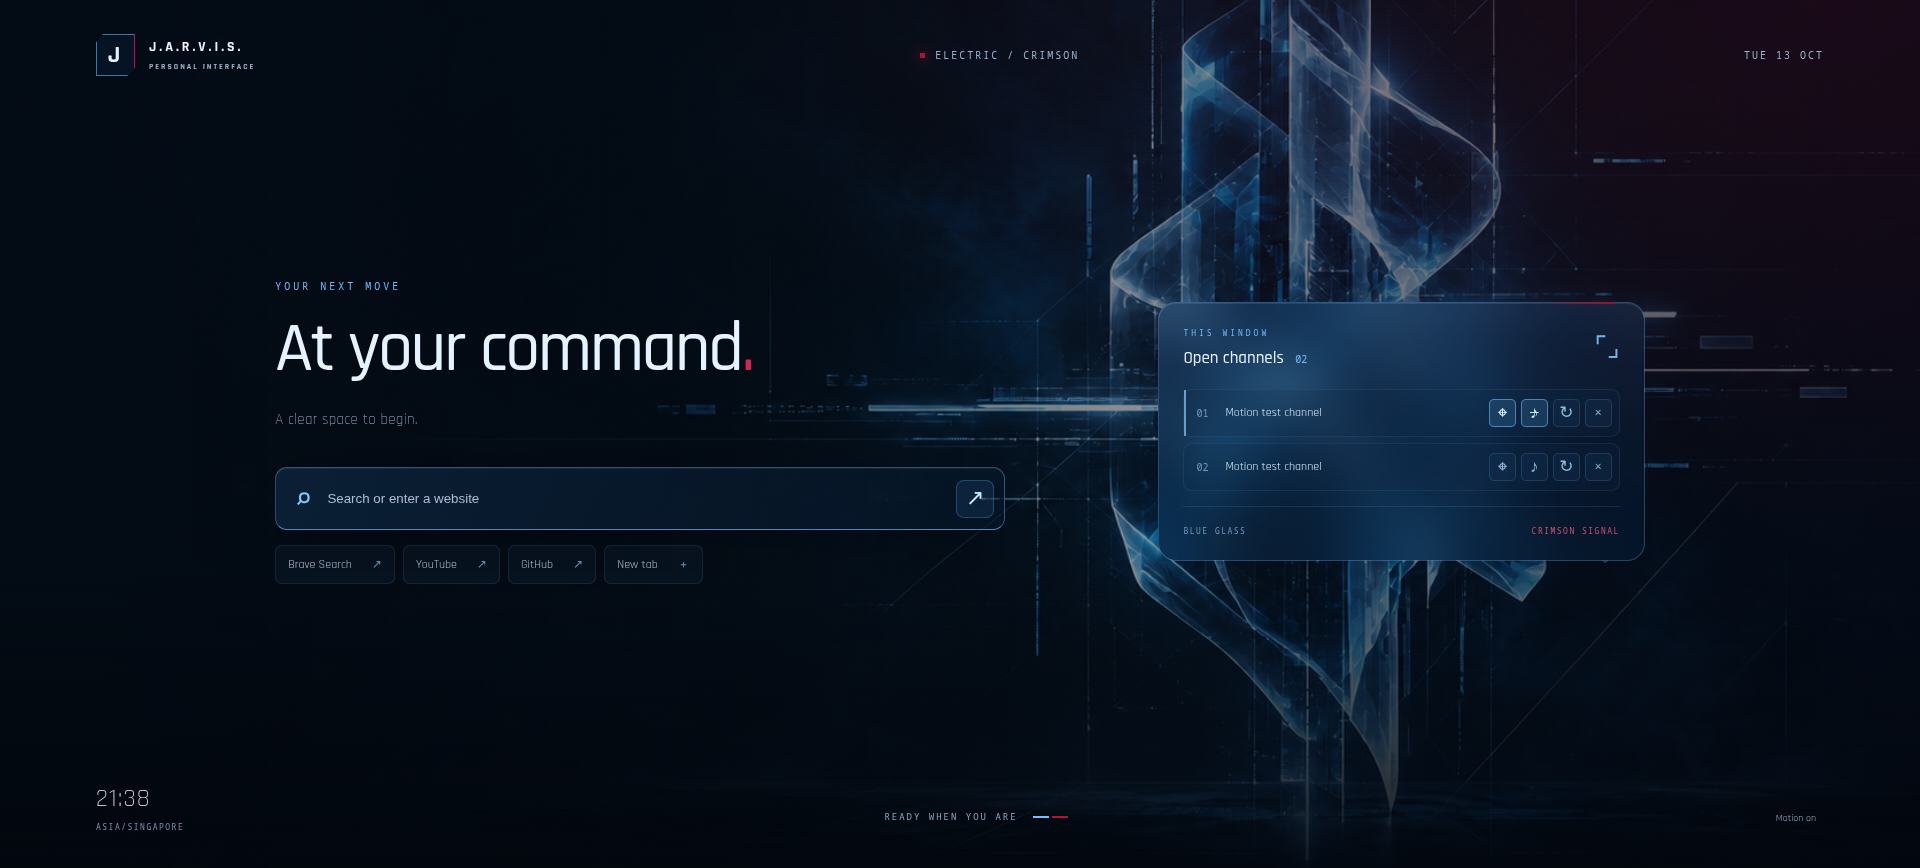 J
J.A.R.V.I.S.
PERSONAL INTERFACE
ELECTRIC / CRIMSON
TUE 13 OCT
YOUR NEXT MOVE
At your command.
A clear space to begin.
Search or enter a website
Brave Search ↗
YouTube ↗
GitHub ↗
New tab +
THIS WINDOW
Open channels 02
01 Motion test channel
02 Motion test channel
BLUE GLASS
CRIMSON SIGNAL
21:38
ASIA/SINGAPORE
READY WHEN YOU ARE
Motion on